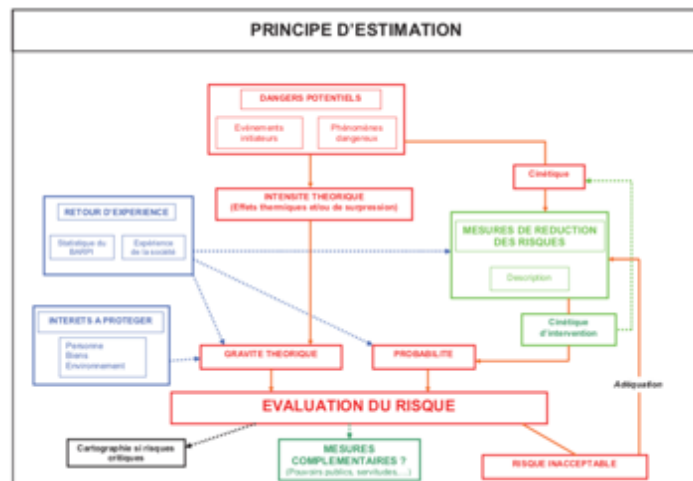 PRINCIPE D'ESTIMATION
DANGERS POTENTIELS
Evénements
initiateurs
Phénomènes
dangereux
Cinétique
INTENSITE THEORIQUE
(Effets thermiques et/ou de surpression)
RETOUR D'EXPERIENCE
Statistique du
BARPI
Expérience
de la société
MESURES DE REDUCTION
DES RISQUES
Description
INTERETS A PROTEGER
Personne
Biens
Environnement
Cinétique
d'intervention
GRAVITE THEORIQUE
PROBABILITE
Adéquation
EVALUATION DU RISQUE
Cartographie si risques
critiques
MESURES
COMPLEMENTAIRES ?
(Pouvoirs publics, servitudes,...)
RISQUE INACCEPTABLE